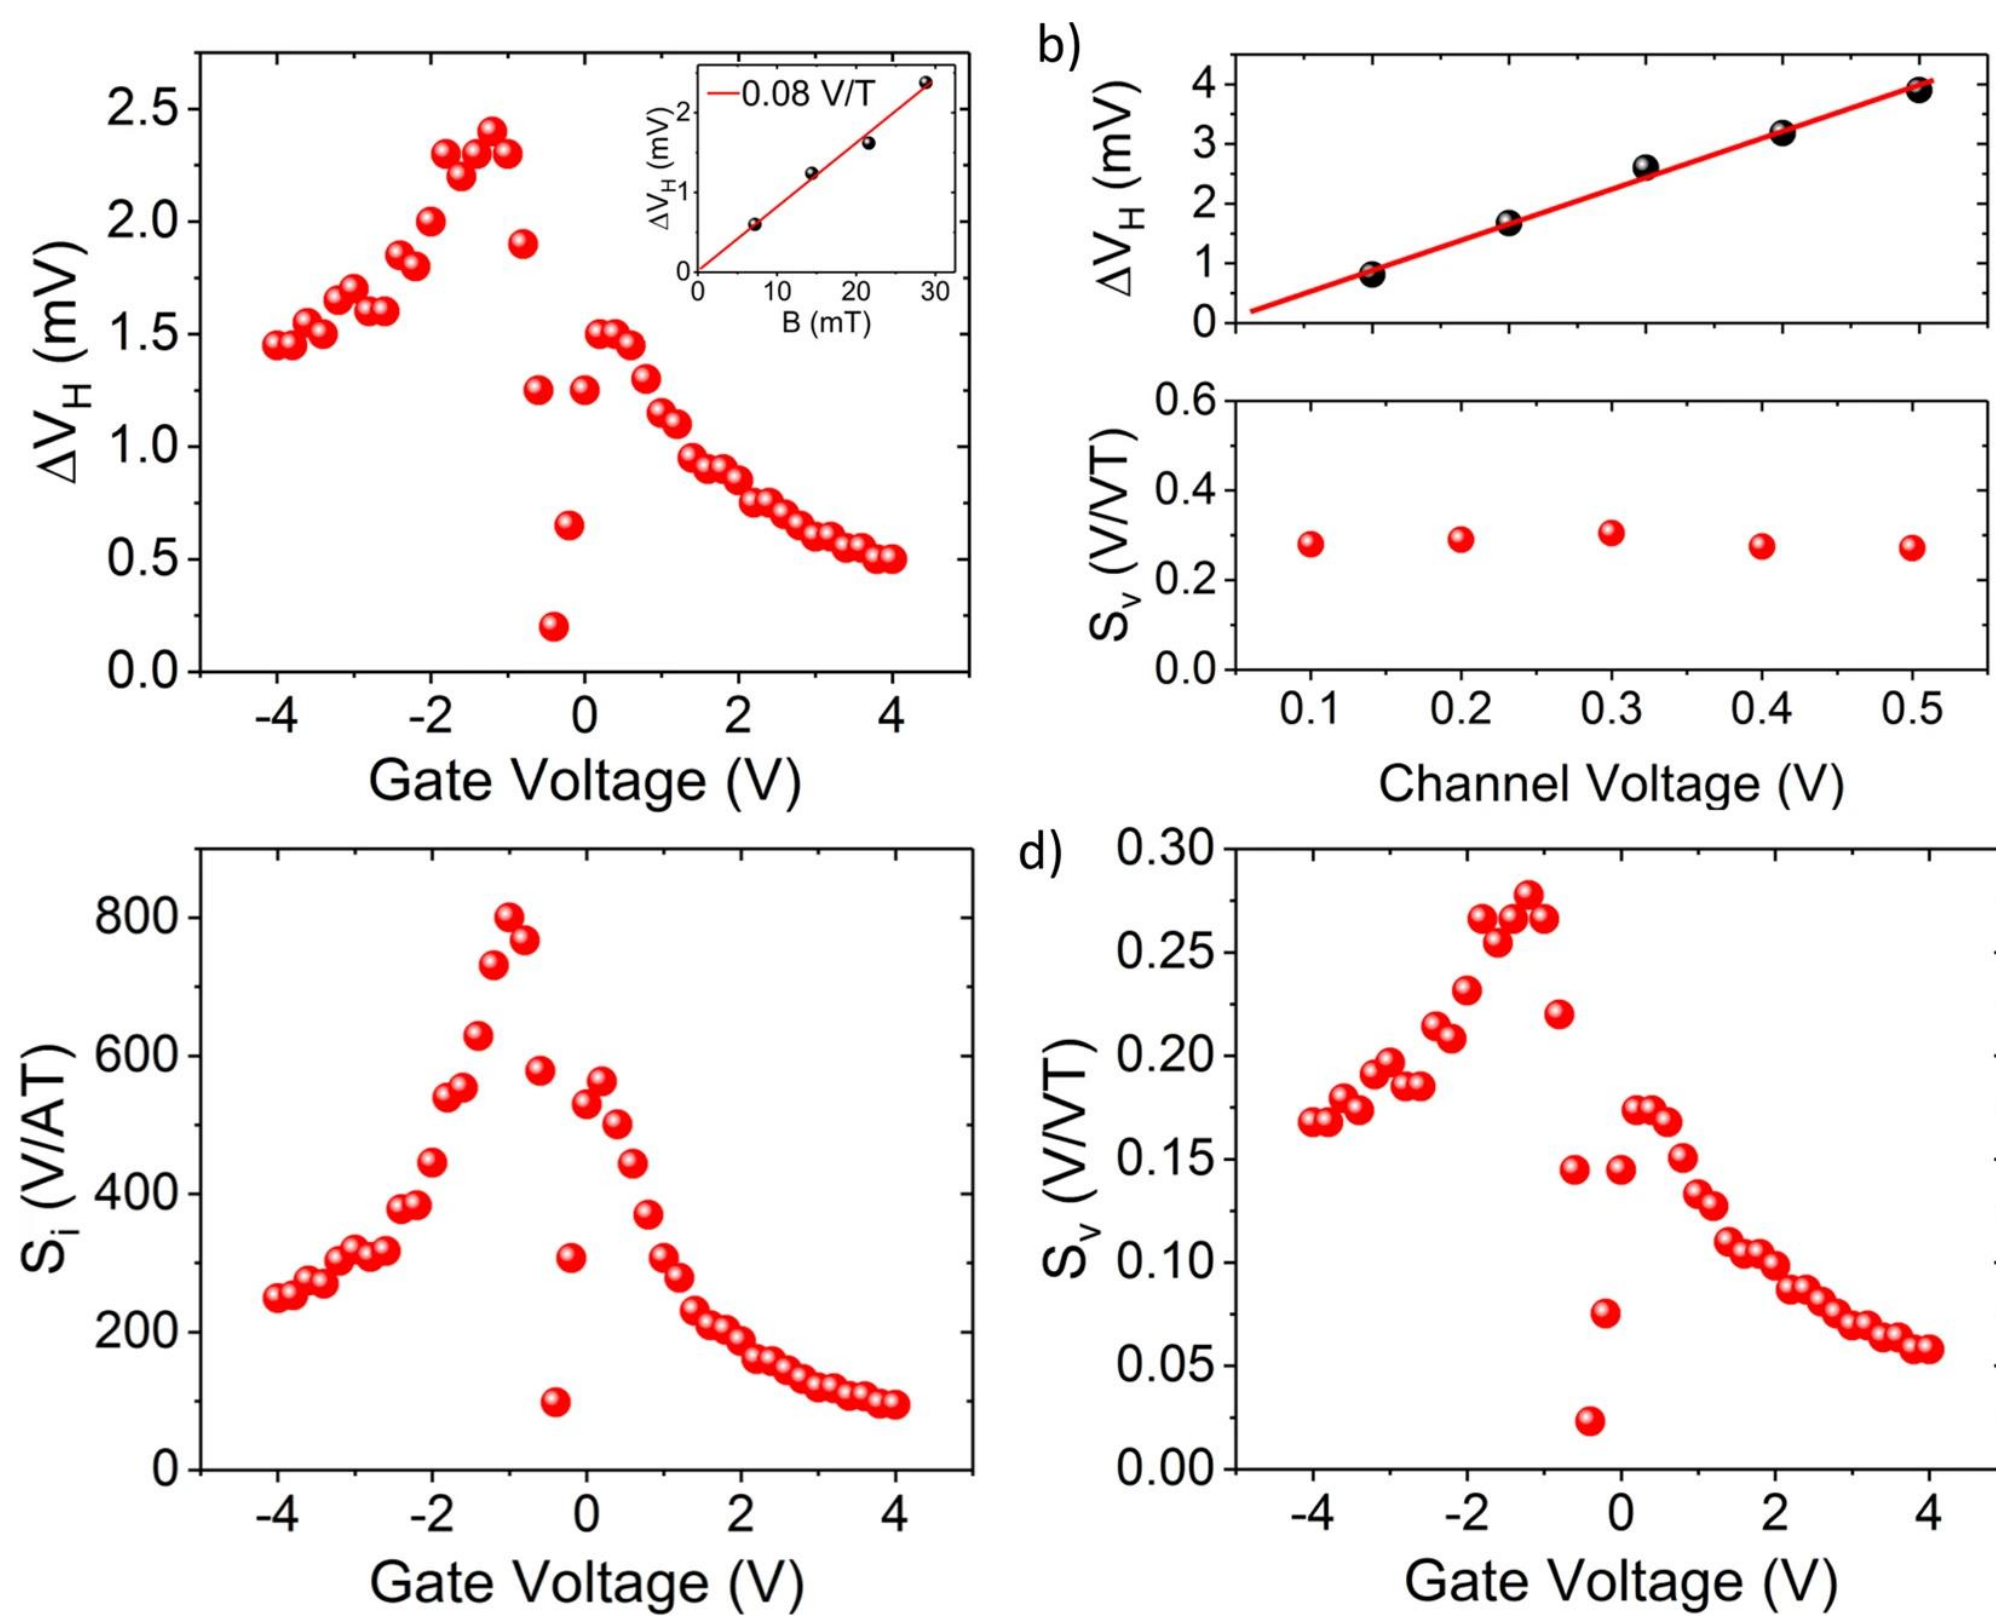 2.5
2.0
1.5
1.0
0.5
0.0
ΔV_H (mV)
-4 -2 0 2 4
Gate Voltage (V)
0.08 V/T
2
1
0
ΔV_H (mV)
0 10 20 30
B (mT)
b)
4
3
2
1
0
ΔV_H (mV)
0.6
0.4
0.2
0.0
S_v (V/VT)
0.1 0.2 0.3 0.4 0.5
Channel Voltage (V)
800
600
400
200
0
S_i (V/AT)
-4 -2 0 2 4
Gate Voltage (V)
d)
0.30
0.25
0.20
0.15
0.10
0.05
0.00
S_v (V/VT)
-4 -2 0 2 4
Gate Voltage (V)